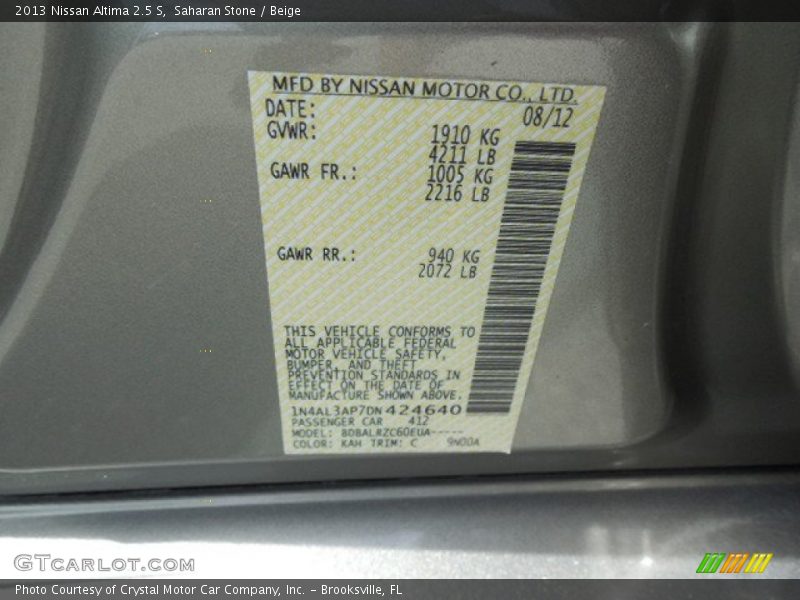 2013 Nissan Altima 2.5 S, Saharan Stone / Beige
MFD BY NISSAN MOTOR CO., LTD.
DATE: 08/12
GVWR: 1910 KG
4211 LB
GAWR FR.: 1005 KG
2216 LB
GAWR RR.: 940 KG
2072 LB
THIS VEHICLE CONFORMS TO
ALL APPLICABLE FEDERAL
MOTOR VEHICLE SAFETY,
BUMPER, AND THEFT
PREVENTION STANDARDS IN
EFFECT ON THE DATE OF
MANUFACTURE SHOWN ABOVE.
1N4AL3AP7DN424640
PASSENGER CAR 412
MODEL:
COLOR: KAH TRIM: C 9N00A
GTCARLOT.COM
Photo Courtesy of Crystal Motor Car Company, Inc. – Brooksville, FL